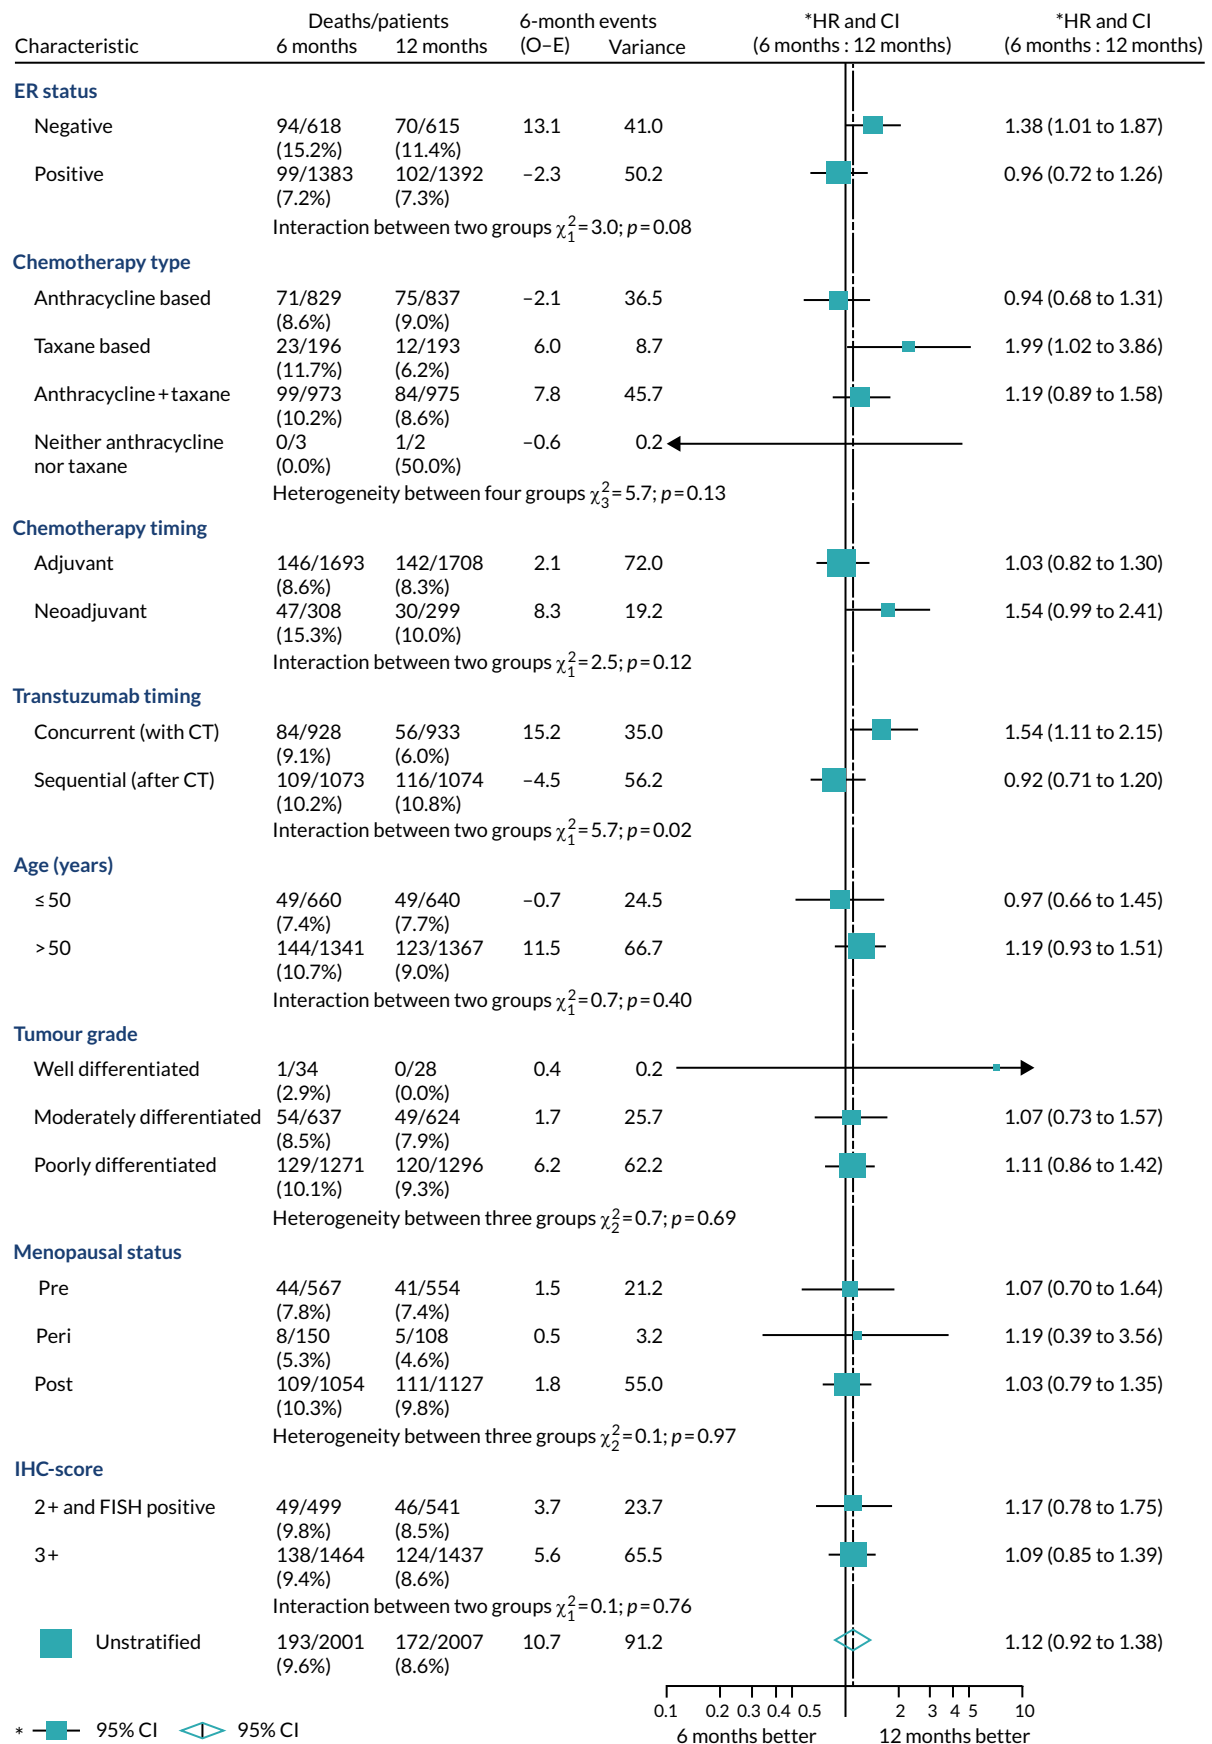 Deaths/patients 6-month events *HR and CI *HR and CI
Characteristic 6 months 12 months (O–E) Variance (6 months : 12 months) (6 months : 12 months)
ER status
Negative 94/618 70/615 13.1 41.0 1.38 (1.01 to 1.87)
(15.2%) (11.4%)
Positive 99/1383 102/1392 –2.3 50.2 0.96 (0.72 to 1.26)
(7.2%) (7.3%)
Interaction between two groups χ²₁=3.0; p=0.08
Chemotherapy type
Anthracycline based 71/829 75/837 –2.1 36.5 0.94 (0.68 to 1.31)
(8.6%) (9.0%)
Taxane based 23/196 12/193 6.0 8.7 1.99 (1.02 to 3.86)
(11.7%) (6.2%)
Anthracycline+taxane 99/973 84/975 7.8 45.7 1.19 (0.89 to 1.58)
(10.2%) (8.6%)
Neither anthracycline 0/3 1/2 –0.6 0.2
nor taxane (0.0%) (50.0%)
Heterogeneity between four groups χ²₃=5.7; p=0.13
Chemotherapy timing
Adjuvant 146/1693 142/1708 2.1 72.0 1.03 (0.82 to 1.30)
(8.6%) (8.3%)
Neoadjuvant 47/308 30/299 8.3 19.2 1.54 (0.99 to 2.41)
(15.3%) (10.0%)
Interaction between two groups χ²₁=2.5; p=0.12
Transtuzumab timing
Concurrent (with CT) 84/928 56/933 15.2 35.0 1.54 (1.11 to 2.15)
(9.1%) (6.0%)
Sequential (after CT) 109/1073 116/1074 –4.5 56.2 0.92 (0.71 to 1.20)
(10.2%) (10.8%)
Interaction between two groups χ²₁=5.7; p=0.02
Age (years)
≤50 49/660 49/640 –0.7 24.5 0.97 (0.66 to 1.45)
(7.4%) (7.7%)
>50 144/1341 123/1367 11.5 66.7 1.19 (0.93 to 1.51)
(10.7%) (9.0%)
Interaction between two groups χ²₁=0.7; p=0.40
Tumour grade
Well differentiated 1/34 0/28 0.4 0.2
(2.9%) (0.0%)
Moderately differentiated 54/637 49/624 1.7 25.7 1.07 (0.73 to 1.57)
(8.5%) (7.9%)
Poorly differentiated 129/1271 120/1296 6.2 62.2 1.11 (0.86 to 1.42)
(10.1%) (9.3%)
Heterogeneity between three groups χ²₂=0.7; p=0.69
Menopausal status
Pre 44/567 41/554 1.5 21.2 1.07 (0.70 to 1.64)
(7.8%) (7.4%)
Peri 8/150 5/108 0.5 3.2 1.19 (0.39 to 3.56)
(5.3%) (4.6%)
Post 109/1054 111/1127 1.8 55.0 1.03 (0.79 to 1.35)
(10.3%) (9.8%)
Heterogeneity between three groups χ²₂=0.1; p=0.97
IHC-score
2+ and FISH positive 49/499 46/541 3.7 23.7 1.17 (0.78 to 1.75)
(9.8%) (8.5%)
3+ 138/1464 124/1437 5.6 65.5 1.09 (0.85 to 1.39)
(9.4%) (8.6%)
Interaction between two groups χ²₁=0.1; p=0.76
Unstratified 193/2001 172/2007 10.7 91.2 1.12 (0.92 to 1.38)
(9.6%) (8.6%)
0.1 0.2 0.3 0.4 0.5 2 3 4 5 10
* 95% CI 95% CI 6 months better 12 months better